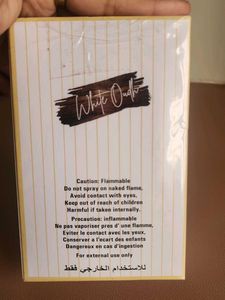 White Oudh
Caution: Flammable
Do not spray on naked flame,
Avoid contact with eyes,
Keep out of reach of children
Harmful if taken internally.
Precaution: inflammable
Ne pas vaporiser pres d' une flamme,
Eviter le contact avec les yeux,
Conserver a l'ecart des enfants
Dangereux en cas d'ingestion
For external use only
للاستخدام الخارجي فقط